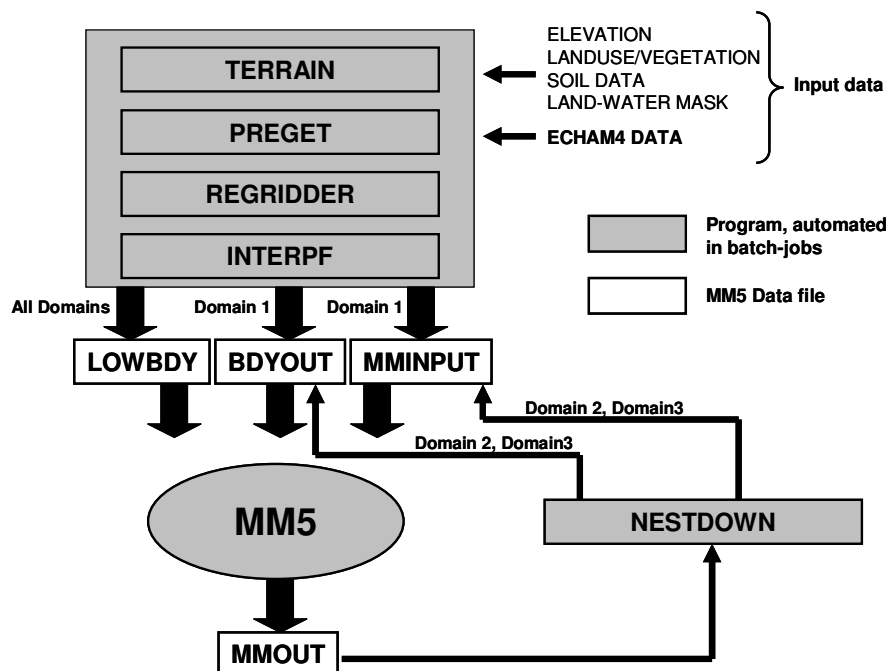 ELEVATION
LANDUSE/VEGETATION
SOIL DATA
LAND-WATER MASK
Input data
TERRAIN
PREGET
ECHAM4 DATA
REGRIDDER
INTERPF
Program, automated
in batch-jobs
MM5 Data file
All Domains
Domain 1
Domain 1
LOWBDY
BDYOUT
MMINPUT
Domain 2, Domain3
Domain 2, Domain3
MM5
NESTDOWN
MMOUT